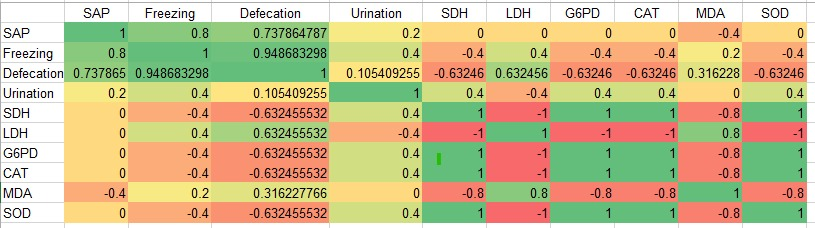 SAP Freezing Defecation Urination SDH LDH G6PD CAT MDA SOD
SAP 1 0.8 0.737864787 0.2 0 0 0 0 -0.4 0
Freezing 0.8 1 0.948683298 0.4 -0.4 0.4 -0.4 -0.4 0.2 -0.4
Defecation 0.737865 0.948683298 1 0.105409255 -0.63246 0.632456 -0.63246 -0.63246 0.316228 -0.63246
Urination 0.2 0.4 0.105409255 1 0.4 -0.4 0.4 0.4 0 0.4
SDH 0 -0.4 -0.632455532 0.4 1 -1 1 1 -0.8 1
LDH 0 0.4 0.632455532 -0.4 -1 1 -1 -1 0.8 -1
G6PD 0 -0.4 -0.632455532 0.4 1 -1 1 1 -0.8 1
CAT 0 -0.4 -0.632455532 0.4 1 -1 1 1 -0.8 1
MDA -0.4 0.2 0.316227766 0 -0.8 0.8 -0.8 -0.8 1 -0.8
SOD 0 -0.4 -0.632455532 0.4 1 -1 1 1 -0.8 1